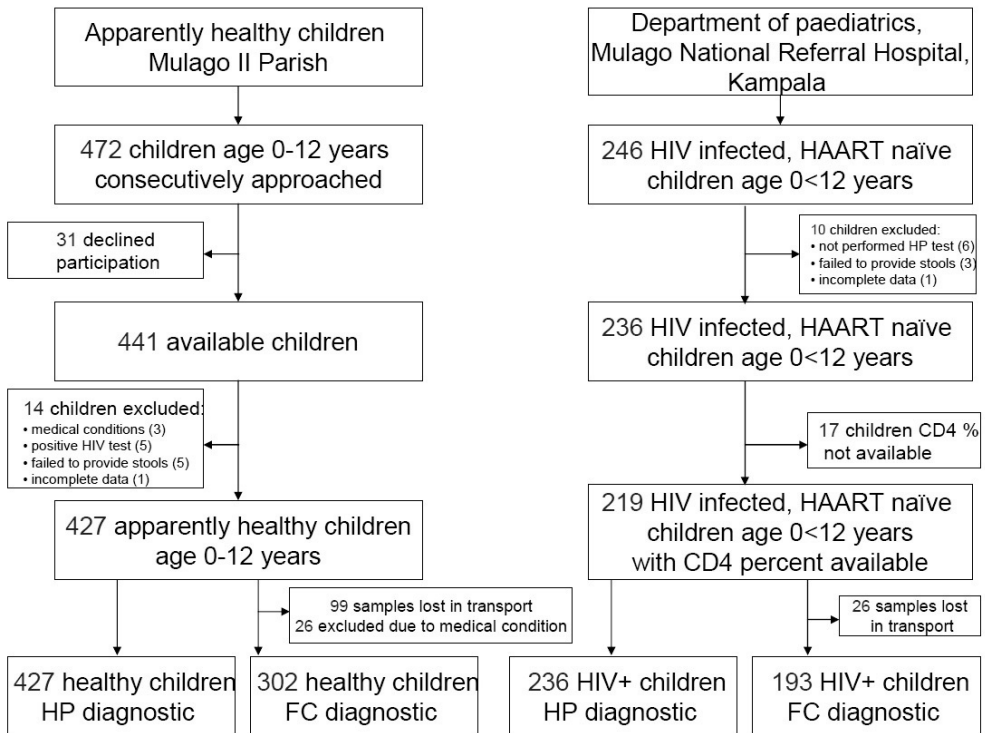 Apparently healthy children
Mulago II Parish
472 children age 0-12 years
consecutively approached
31 declined
participation
441 available children
14 children excluded:
• medical conditions (3)
• positive HIV test (5)
• failed to provide stools (5)
• incomplete data (1)
427 apparently healthy children
age 0-12 years
99 samples lost in transport
26 excluded due to medical condition
427 healthy children
HP diagnostic
302 healthy children
FC diagnostic
Department of paediatrics,
Mulago National Referral Hospital,
Kampala
246 HIV infected, HAART naïve
children age 0<12 years
10 children excluded:
• not performed HP test (6)
• failed to provide stools (3)
• incomplete data (1)
236 HIV infected, HAART naïve
children age 0<12 years
17 children CD4 %
not available
219 HIV infected, HAART naïve
children age 0<12 years
with CD4 percent available
26 samples lost
in transport
236 HIV+ children
HP diagnostic
193 HIV+ children
FC diagnostic